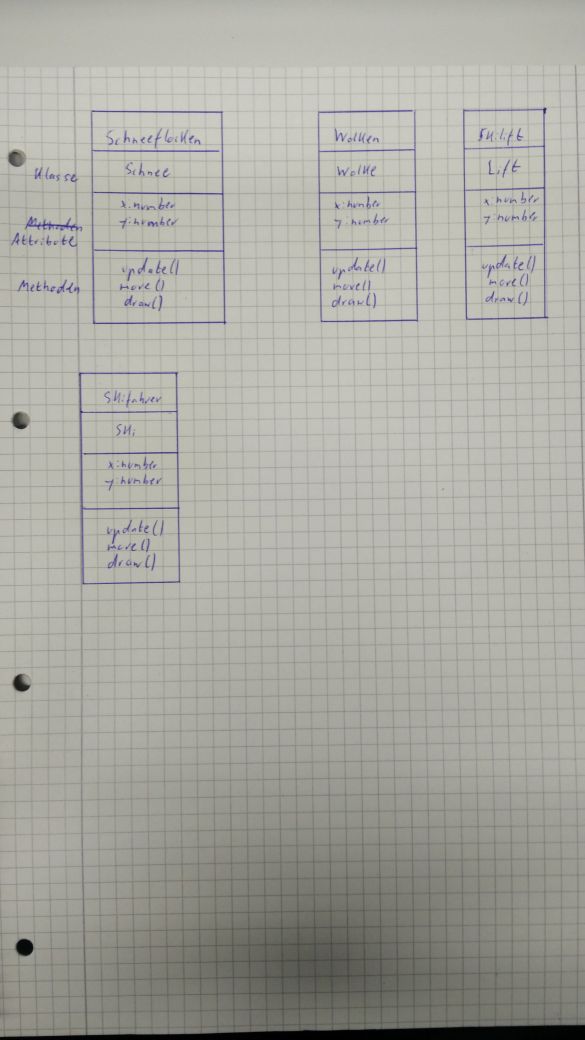 Schneeflocken
Klasse
Schnee
Methoden
Attribute
x:number
y:number
Methoden
update()
move()
draw()
Wolken
Wolke
x:number
y:number
update()
move()
draw()
Skilift
Lift
x:number
y:number
update()
move()
draw()
Skifahrer
Ski
x:number
y:number
update()
move()
draw()